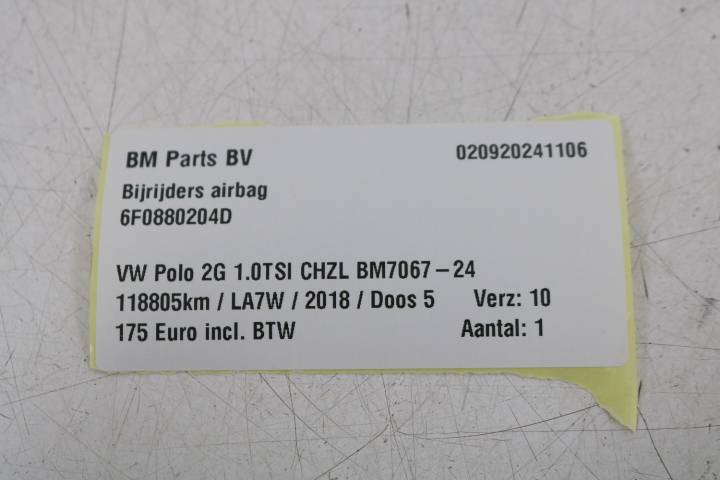 BM Parts BV 020920241106
Bijrijders airbag
6F0880204D
VW Polo 2G 1.0TSI CHZL BM7067-24
118805km / LA7W / 2018 / Doos 5 Verz: 10
175 Euro incl. BTW Aantal: 1